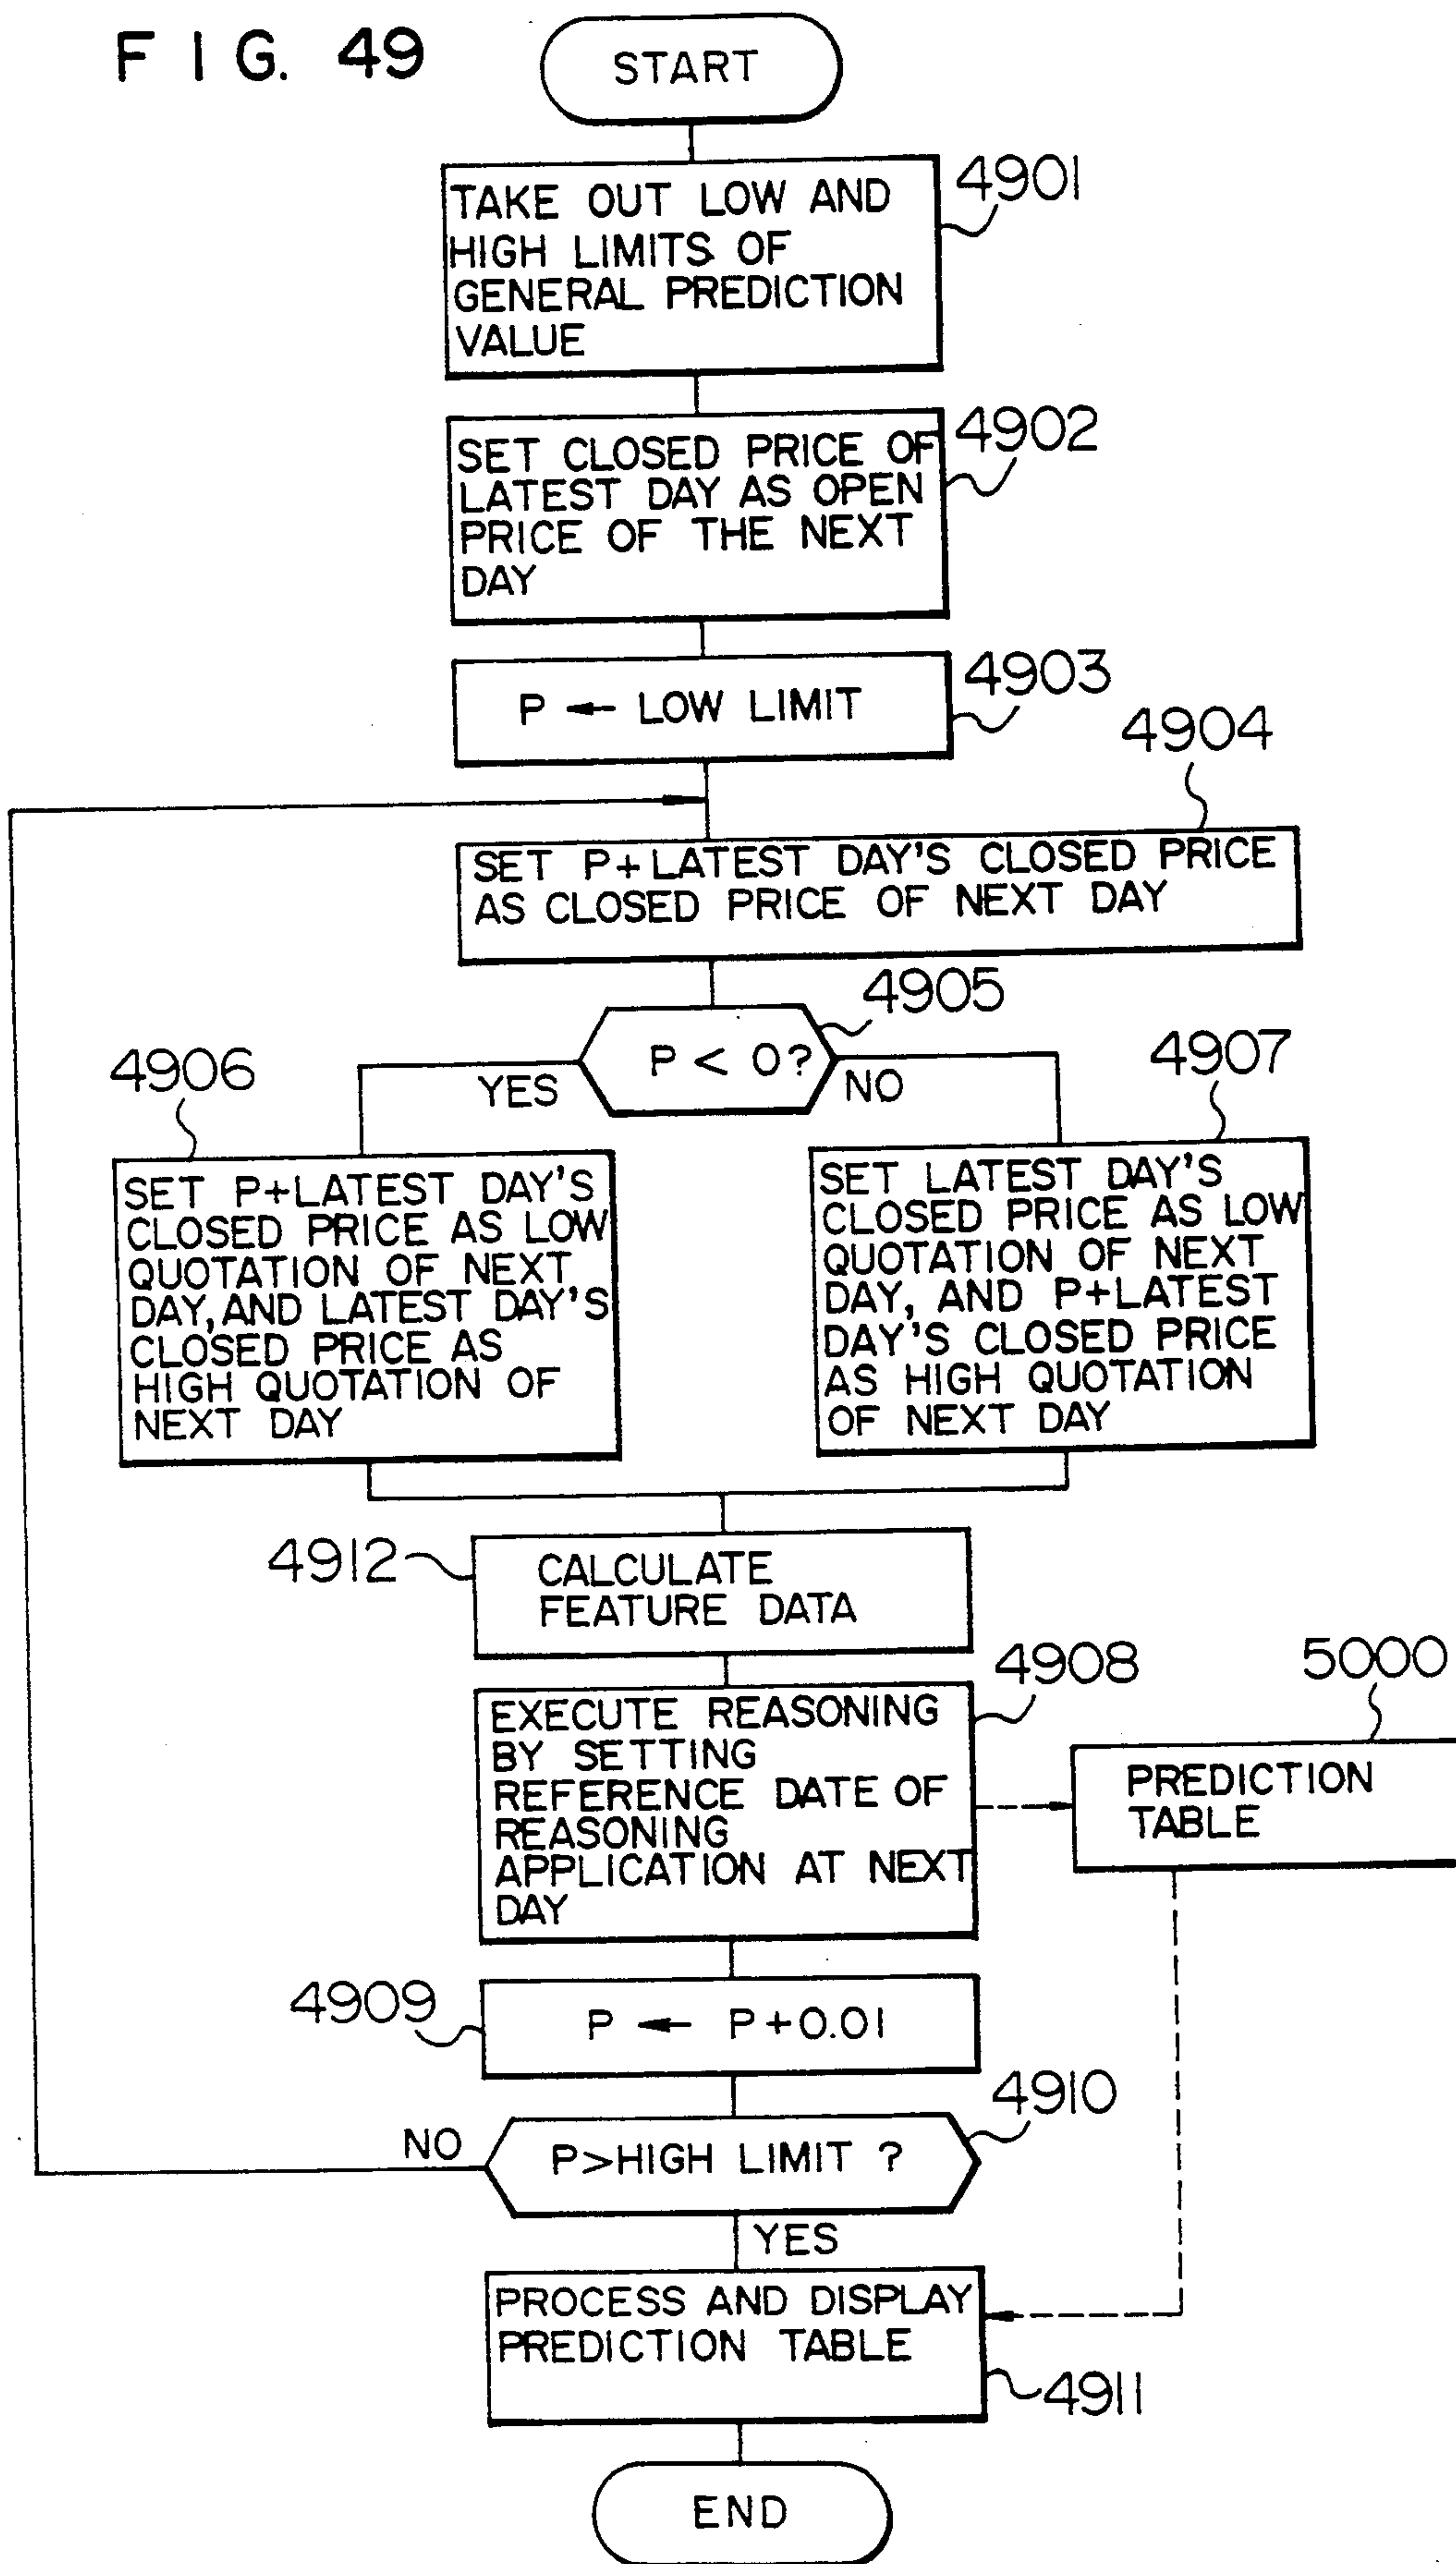 FIG. 49
START
4901
TAKE OUT LOW AND
HIGH LIMITS OF
GENERAL PREDICTION
VALUE
4902
SET CLOSED PRICE OF
LATEST DAY AS OPEN
PRICE OF THE NEXT
DAY
4903
P ← LOW LIMIT
4904
SET P+LATEST DAY'S CLOSED PRICE
AS CLOSED PRICE OF NEXT DAY
4905
P < 0?
YES
NO
4906
SET P+LATEST DAY'S
CLOSED PRICE AS LOW
QUOTATION OF NEXT
DAY, AND LATEST DAY'S
CLOSED PRICE AS
HIGH QUOTATION OF
NEXT DAY
4907
SET LATEST DAY'S
CLOSED PRICE AS LOW
QUOTATION OF NEXT
DAY, AND P+LATEST
DAY'S CLOSED PRICE
AS HIGH QUOTATION
OF NEXT DAY
4912
CALCULATE
FEATURE DATA
4908
EXECUTE REASONING
BY SETTING
REFERENCE DATE OF
REASONING
APPLICATION AT NEXT
DAY
5000
PREDICTION
TABLE
4909
P ← P+0.01
4910
P>HIGH LIMIT ?
NO
YES
PROCESS AND DISPLAY
PREDICTION TABLE
4911
END